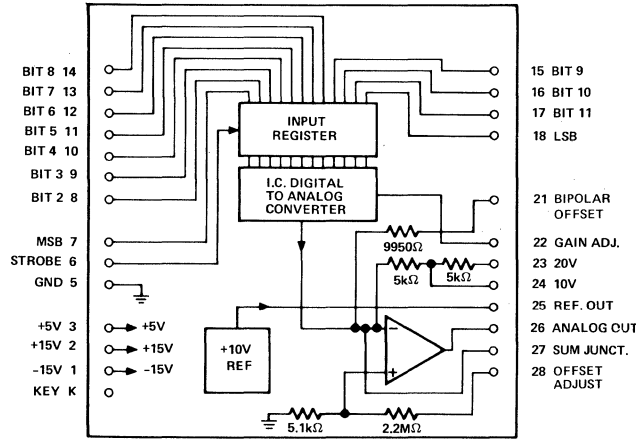 BIT 8 14
BIT 7 13
BIT 6 12
BIT 5 11
BIT 4 10
BIT 3 9
BIT 2 8
MSB 7
STROBE 6
GND 5
+5V 3
+15V 2
-15V 1
KEY K
+5V
+15V
-15V
INPUT
REGISTER
I.C. DIGITAL
TO ANALOG
CONVERTER
9950Ω
5kΩ
5kΩ
+10V
REF
−
+
5.1kΩ
2.2MΩ
15 BIT 9
16 BIT 10
17 BIT 11
18 LSB
21 BIPOLAR
OFFSET
22 GAIN ADJ.
23 20V
24 10V
25 REF. OUT
26 ANALOG OUT
27 SUM JUNCT.
28 OFFSET
ADJUST